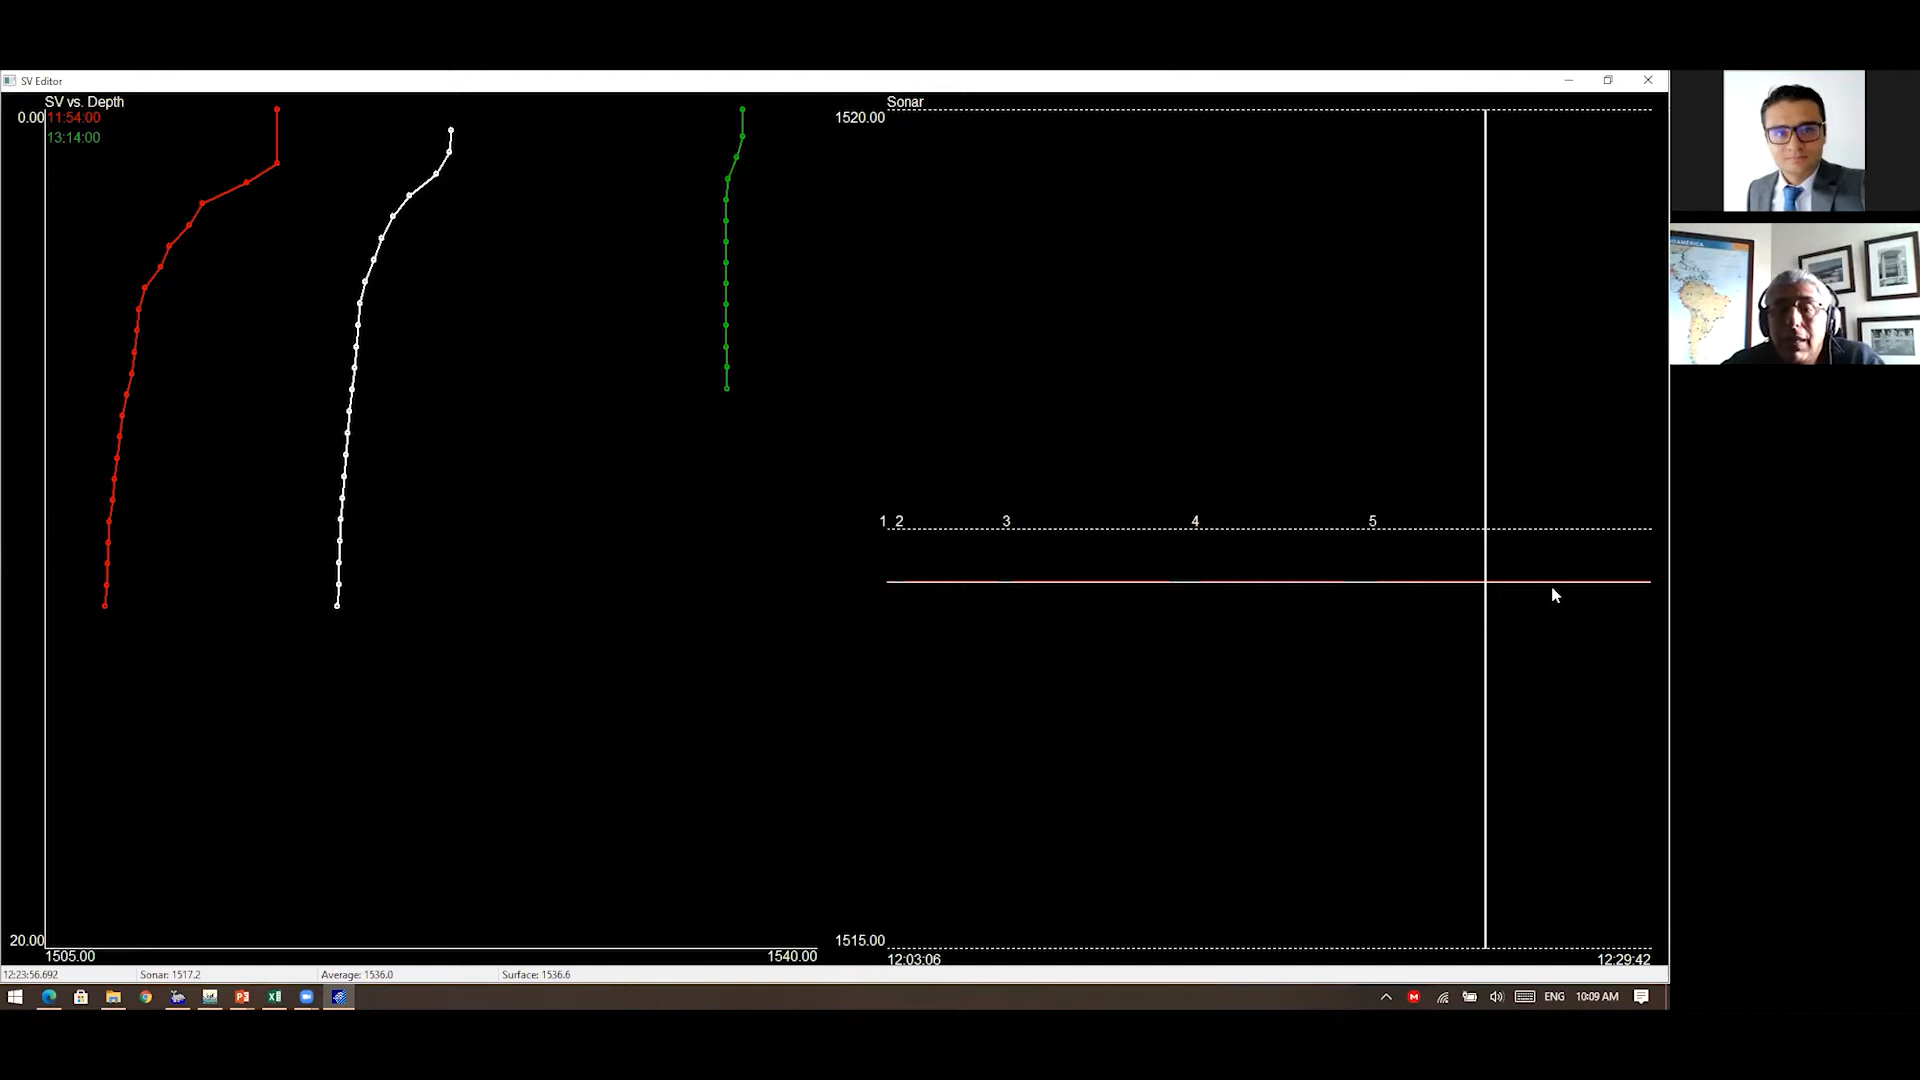 SV Editor
SV vs. Depth
0.00
11:54:00
13:14:00
20.00
1505.00
1540.00
Sonar
1520.00
1 2 3 4 5
1515.00
12:03:06
12:29:42
12:23:56.692
Sonar: 1517.2
Average: 1536.0
Surface: 1536.6
ENG
10:09 AM